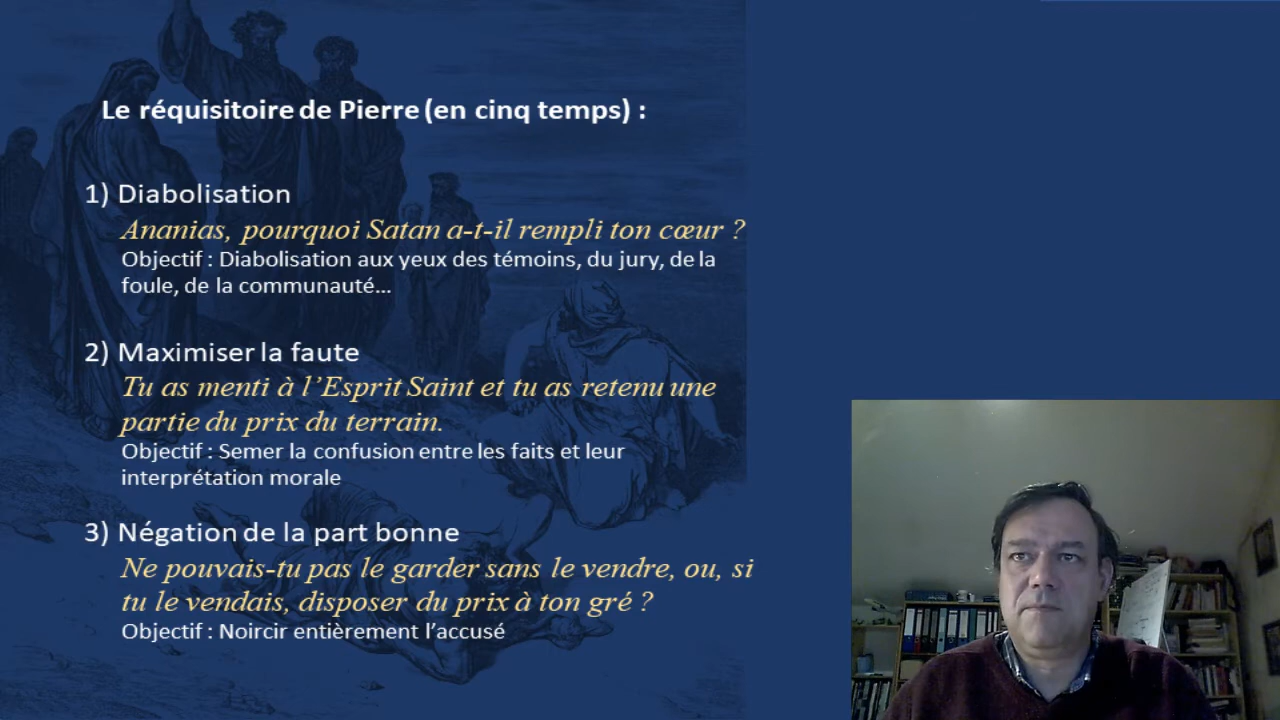 Le réquisitoire de Pierre (en cinq temps) :
1) Diabolisation
Ananias, pourquoi Satan a-t-il rempli ton cœur ?
Objectif : Diabolisation aux yeux des témoins, du jury, de la
foule, de la communauté…
2) Maximiser la faute
Tu as menti à l’Esprit Saint et tu as retenu une
partie du prix du terrain.
Objectif : Semer la confusion entre les faits et leur
interprétation morale
3) Négation de la part bonne
Ne pouvais-tu pas le garder sans le vendre, ou, si
tu le vendais, disposer du prix à ton gré ?
Objectif : Noircir entièrement l’accusé